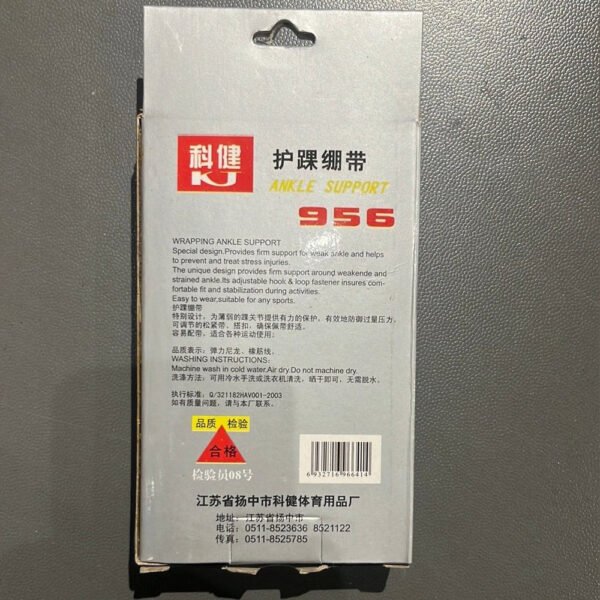 科健
KJ
护踝绷带
ANKLE SUPPORT
956
WRAPPING ANKLE SUPPORT
Special design.Provides firm support for weak ankle and helps
to prevent and treat stress injuries.
The unique design provides firm support around weakende and
strained ankle.Its adjustable hook & loop fastener insures com-
fortable fit and stabilization during activities.
Easy to wear,suitable for any sports.
护踝绷带
特别设计，为薄弱的踝关节提供有力的保护，有效地防御过量压力，
可调节的松紧带、搭扣，确保佩带舒适。
容易配带，适合各种运动使用：
品质表示：弹力尼龙、橡筋线。
WASHING INSTRUCTIONS:
Machine wash in cold water.Air dry.Do not machine dry.
洗涤方法：可用冷水手洗或洗衣机清洗，晒干即可，无需脱水。
执行标准：Q/321182HAV001-2003
如有质量问题，请与本厂联系。
品质 检验
合格
检验员08号
6 932716 966414
江苏省扬中市科健体育用品厂
地址：江苏省扬中市
电话：0511-8523636 8521122
传真：0511-8525785